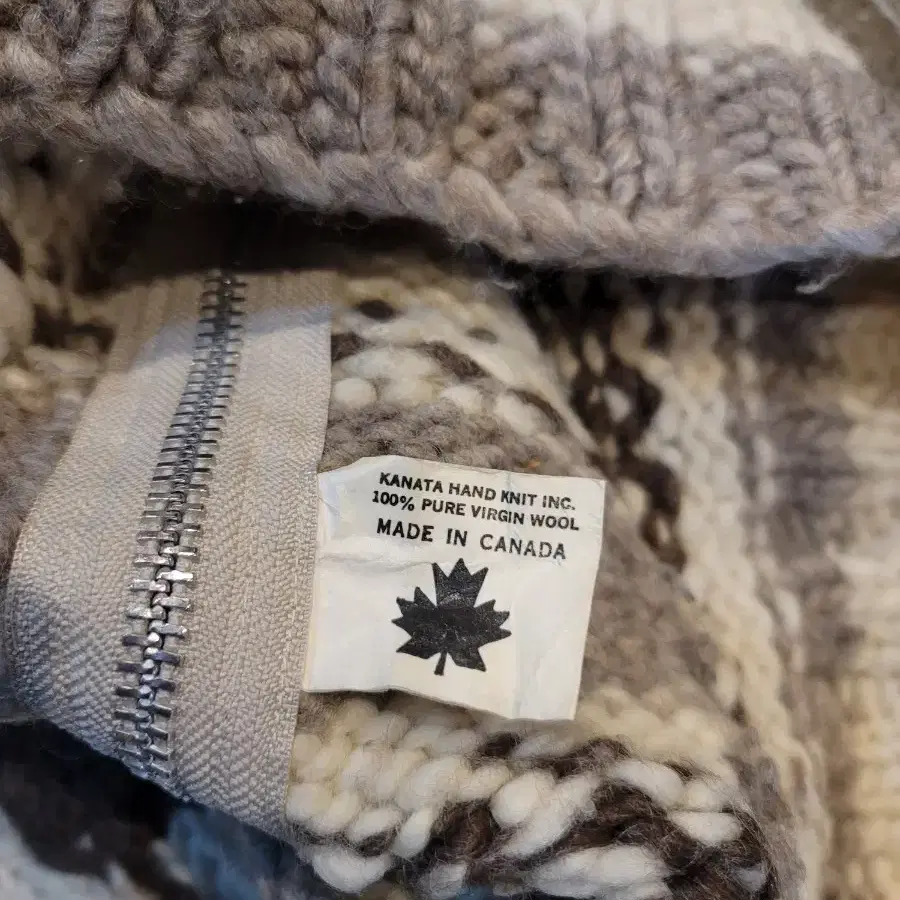 KANATA HAND KNIT INC.
100% PURE VIRGIN WOOL
MADE IN CANADA